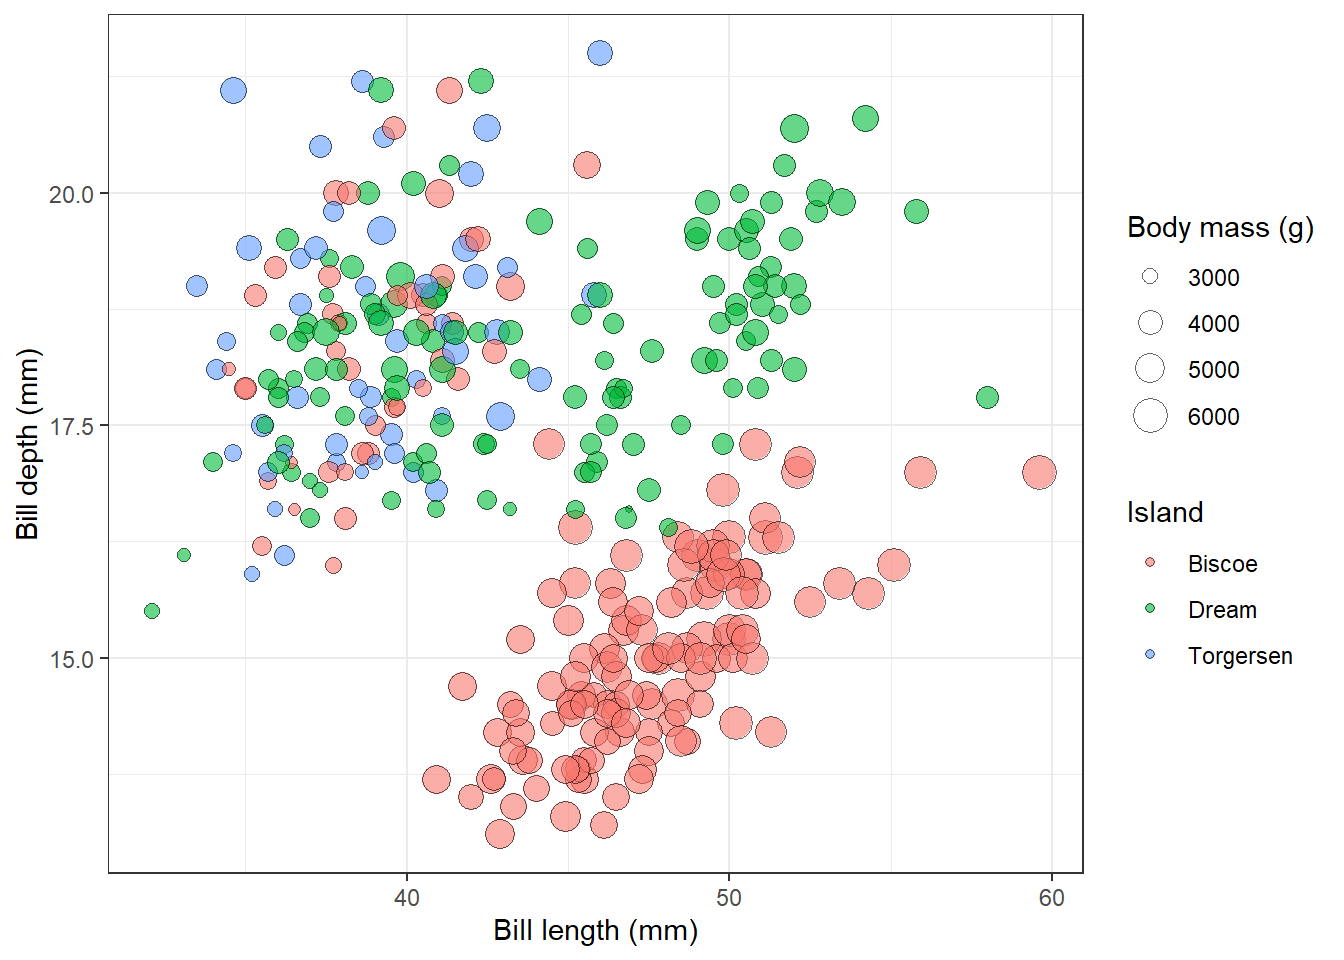 20.0
17.5
15.0
Bill depth (mm)
40
50
60
Bill length (mm)
Body mass (g)
3000
4000
5000
6000
Island
Biscoe
Dream
Torgersen